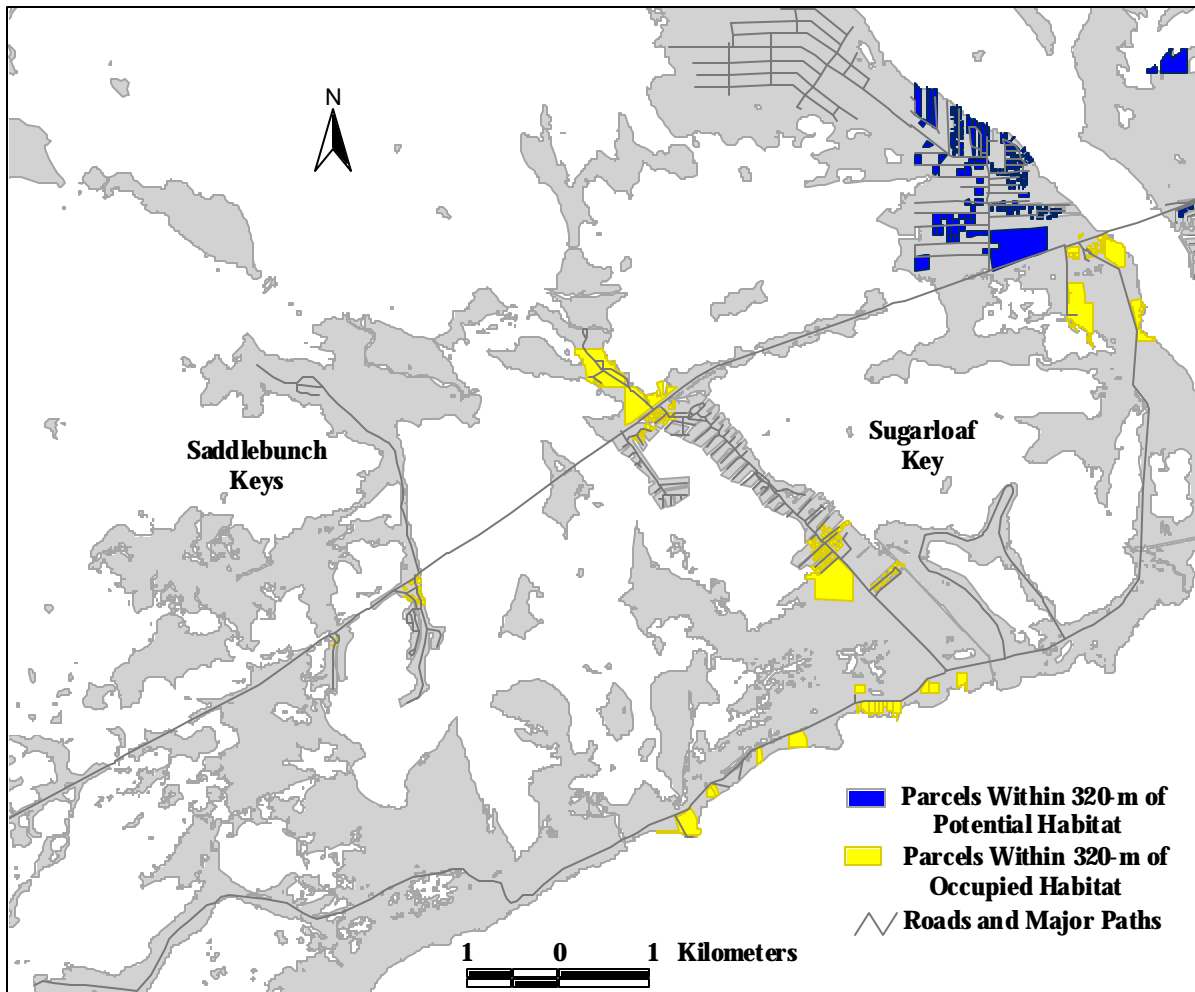 N
Saddlebunch
Keys
Sugarloaf
Key
Parcels Within 320-m of
Potential Habitat
Parcels Within 320-m of
Occupied Habitat
Roads and Major Paths
1 0 1 Kilometers